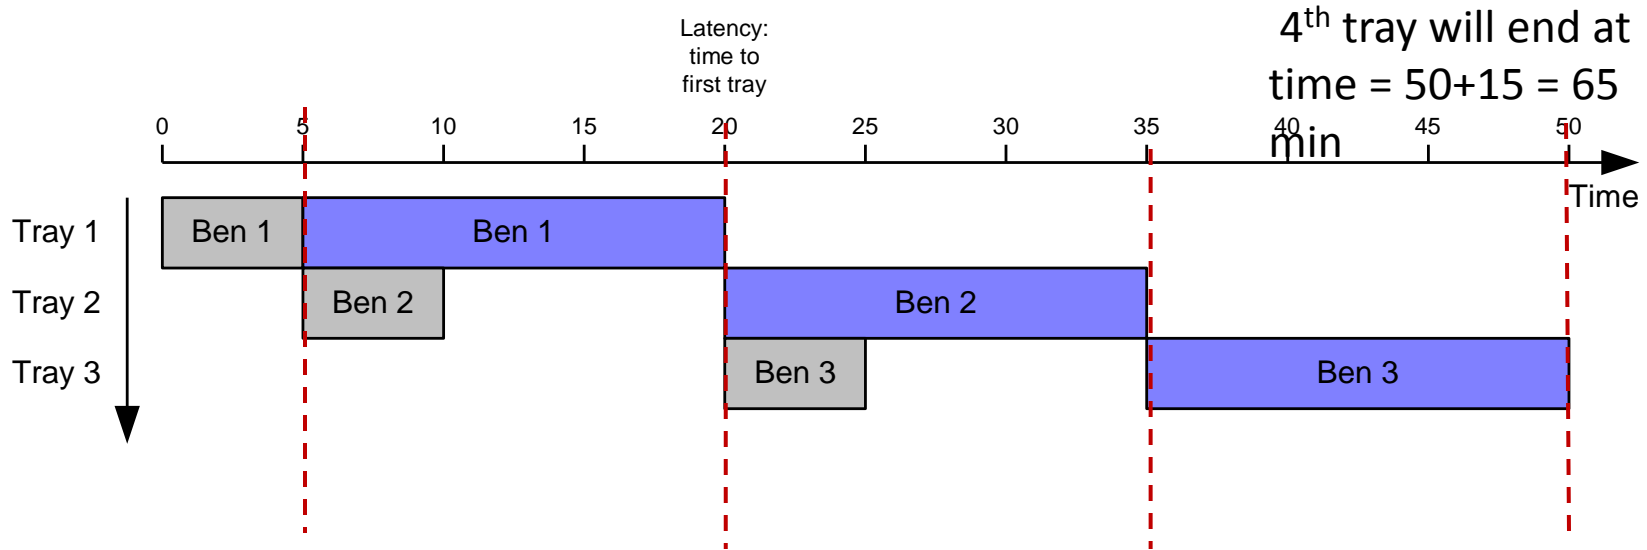 Latency:
time to
first tray
4th tray will end at
time = 50+15 = 65
min
0 5 10 15 20 25 30 35 40 45 50
Time
Tray 1 Ben 1 Ben 1
Tray 2 Ben 2 Ben 2
Tray 3 Ben 3 Ben 3